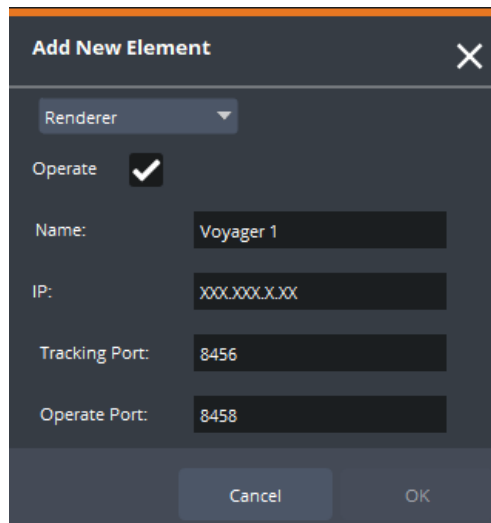 Add New Element
Renderer
Operate
Name: Voyager 1
IP: XXX.XXX.X.XX
Tracking Port: 8456
Operate Port: 8458
Cancel OK